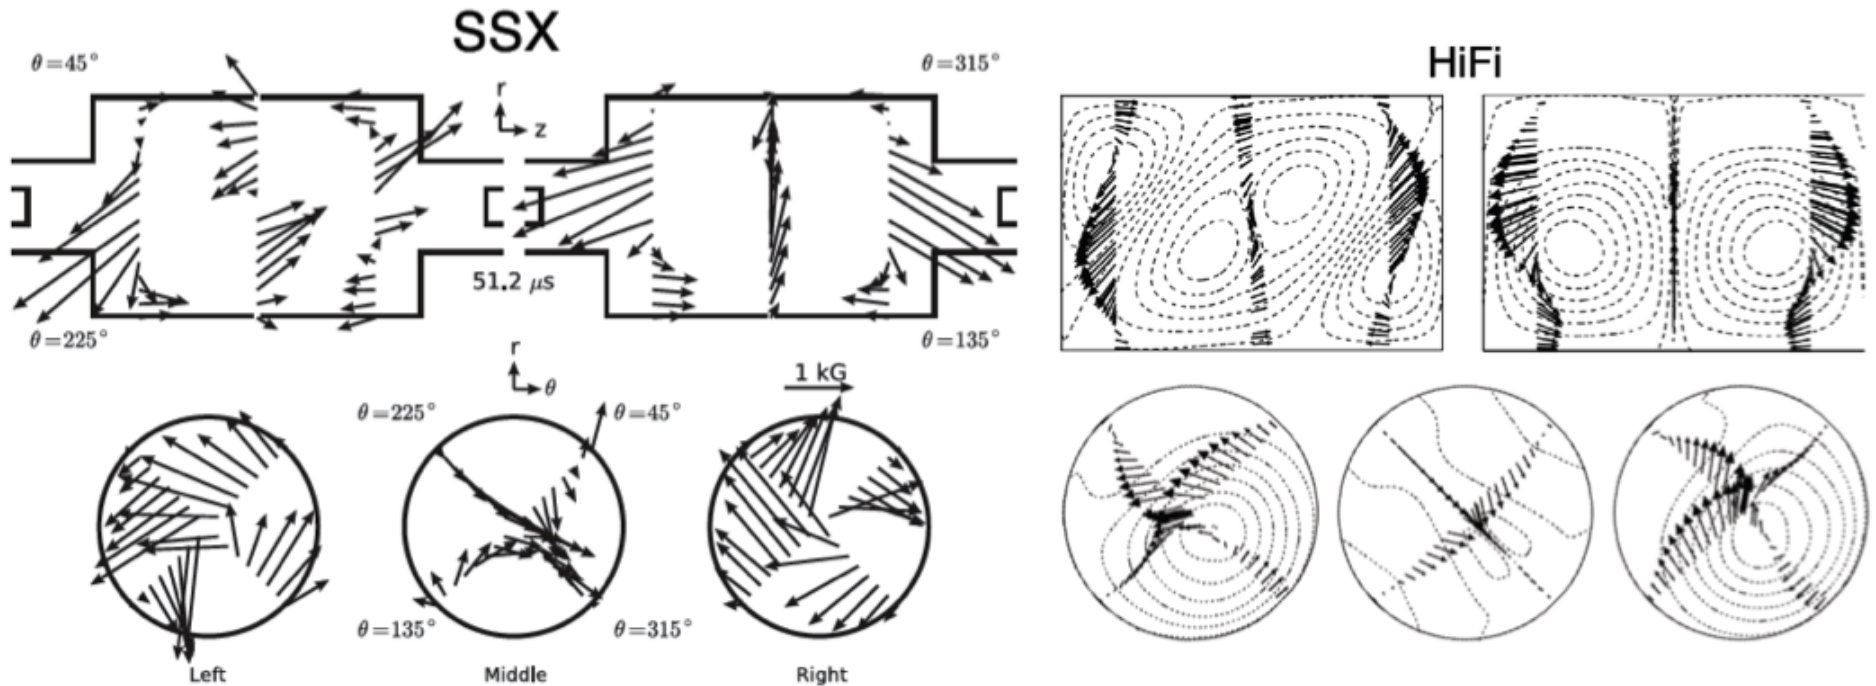 SSX
HiFi
θ=45°
θ=315°
r
z
51.2 μs
θ=225°
θ=135°
r
θ
1 kG
θ=225°
θ=45°
θ=135°
θ=315°
Left
Middle
Right